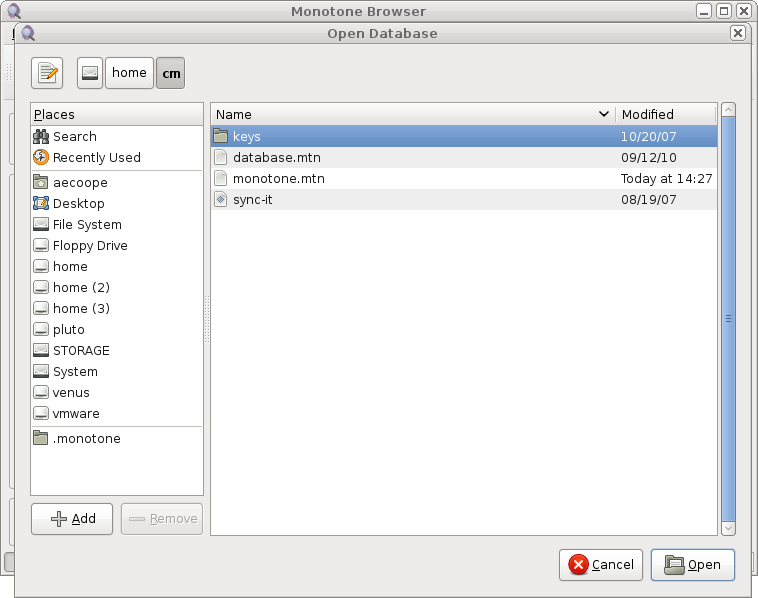 Monotone Browser
Open Database
home
cm
Places
Name
Modified
Search
Recently Used
aecoope
Desktop
File System
Floppy Drive
home
home (2)
home (3)
pluto
STORAGE
System
venus
vmware
.monotone
keys 10/20/07
database.mtn 09/12/10
monotone.mtn Today at 14:27
sync-it 08/19/07
Add
Remove
Cancel
Open